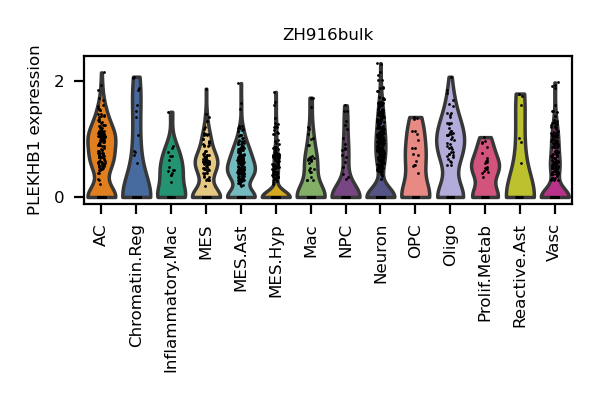 ZH916bulk
PLEKHB1 expression
2
0
AC
Chromatin.Reg
Inflammatory.Mac
MES
MES.Ast
MES.Hyp
Mac
NPC
Neuron
OPC
Oligo
Prolif.Metab
Reactive.Ast
Vasc